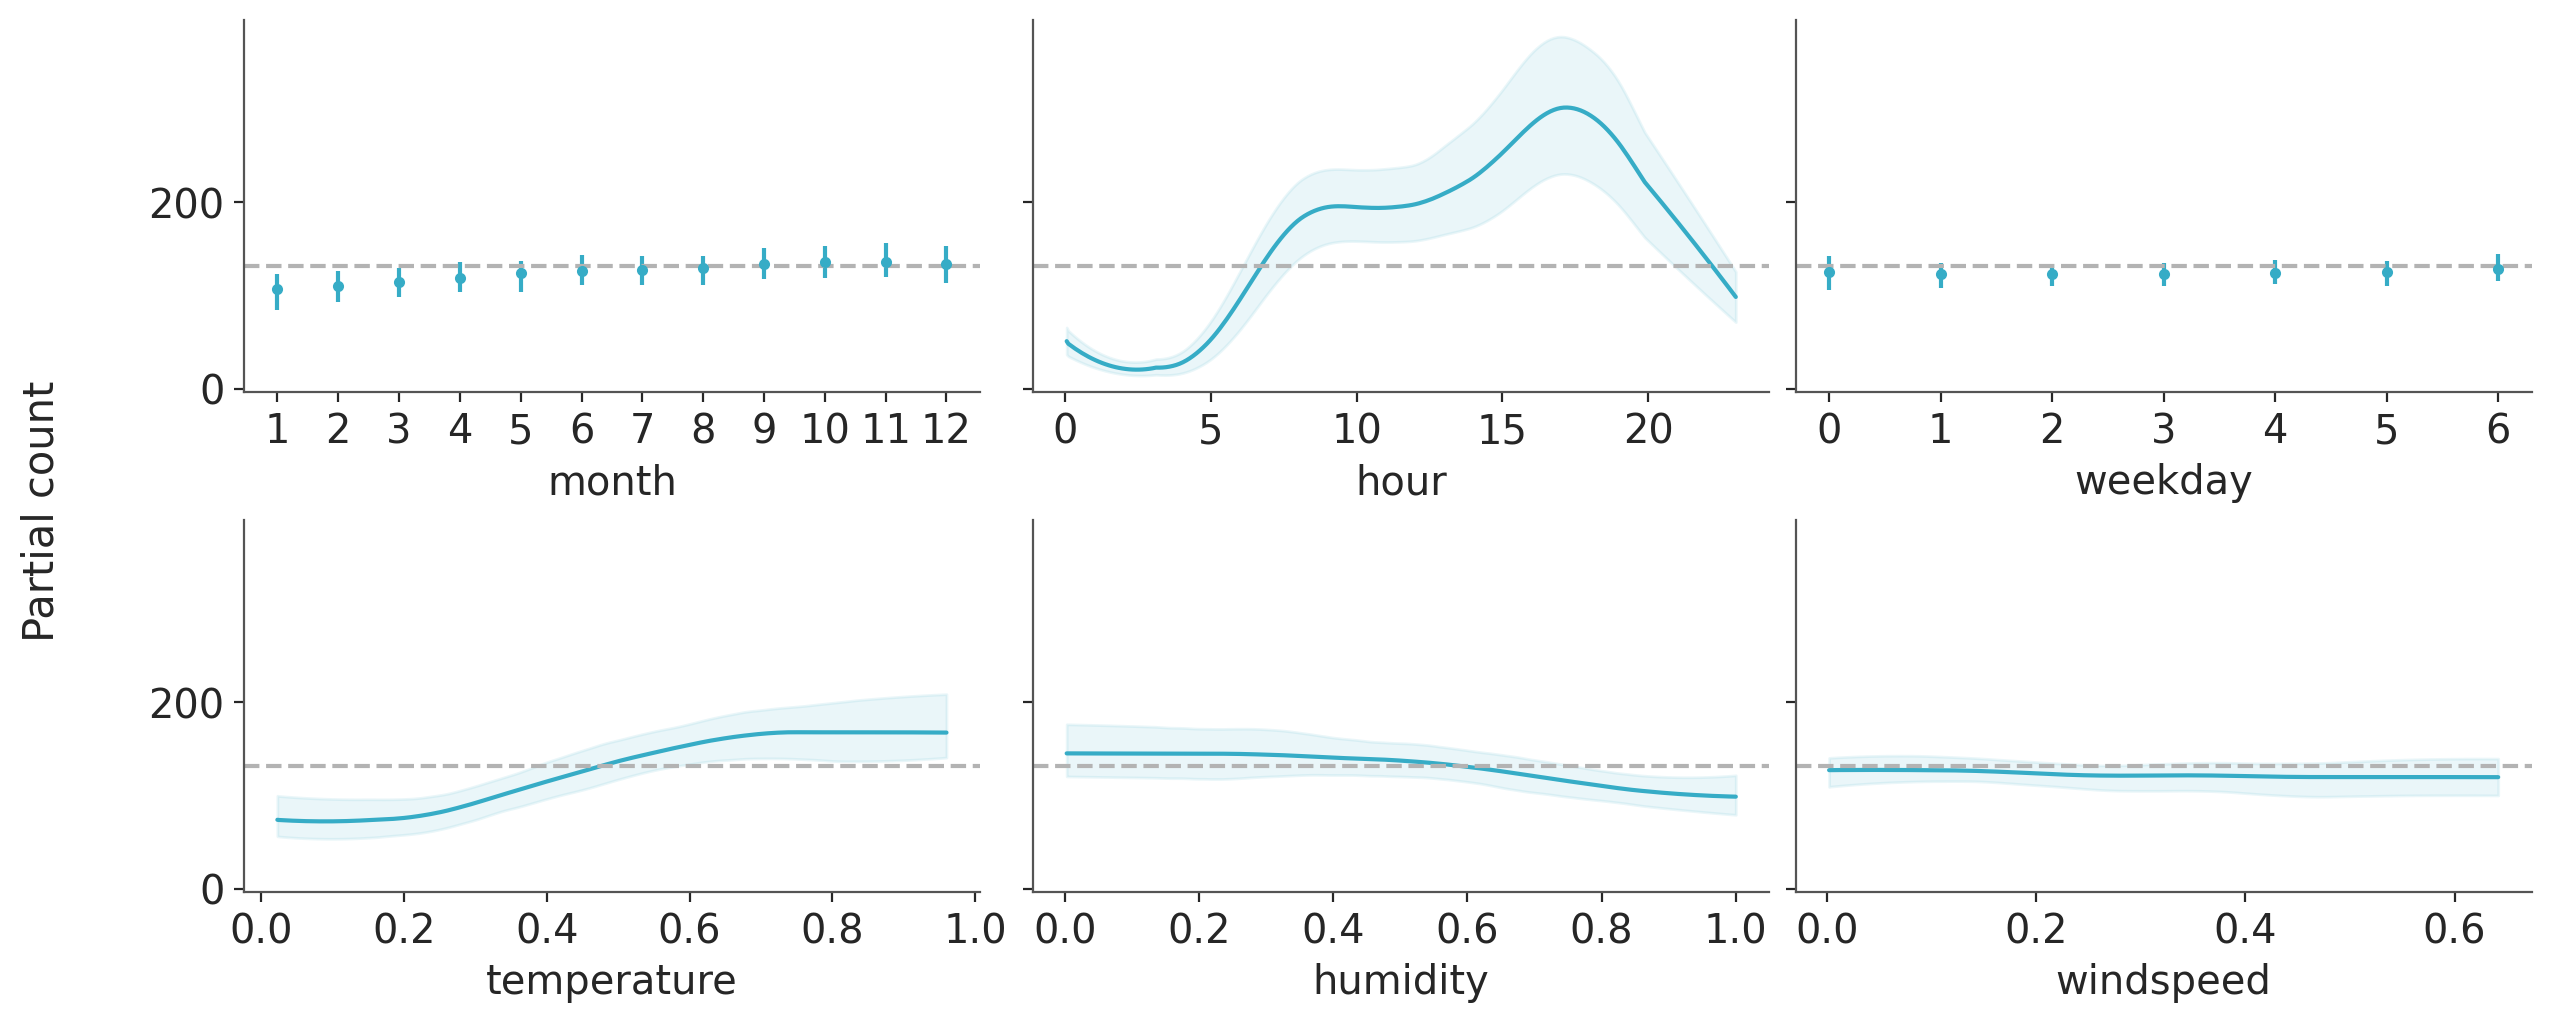 Partial count
200
0
1 2 3 4 5 6 7 8 9 10 11 12
month
0 5 10 15 20
hour
0 1 2 3 4 5 6
weekday
200
0
0.0 0.2 0.4 0.6 0.8 1.0
temperature
0.0 0.2 0.4 0.6 0.8 1.0
humidity
0.0 0.2 0.4 0.6
windspeed